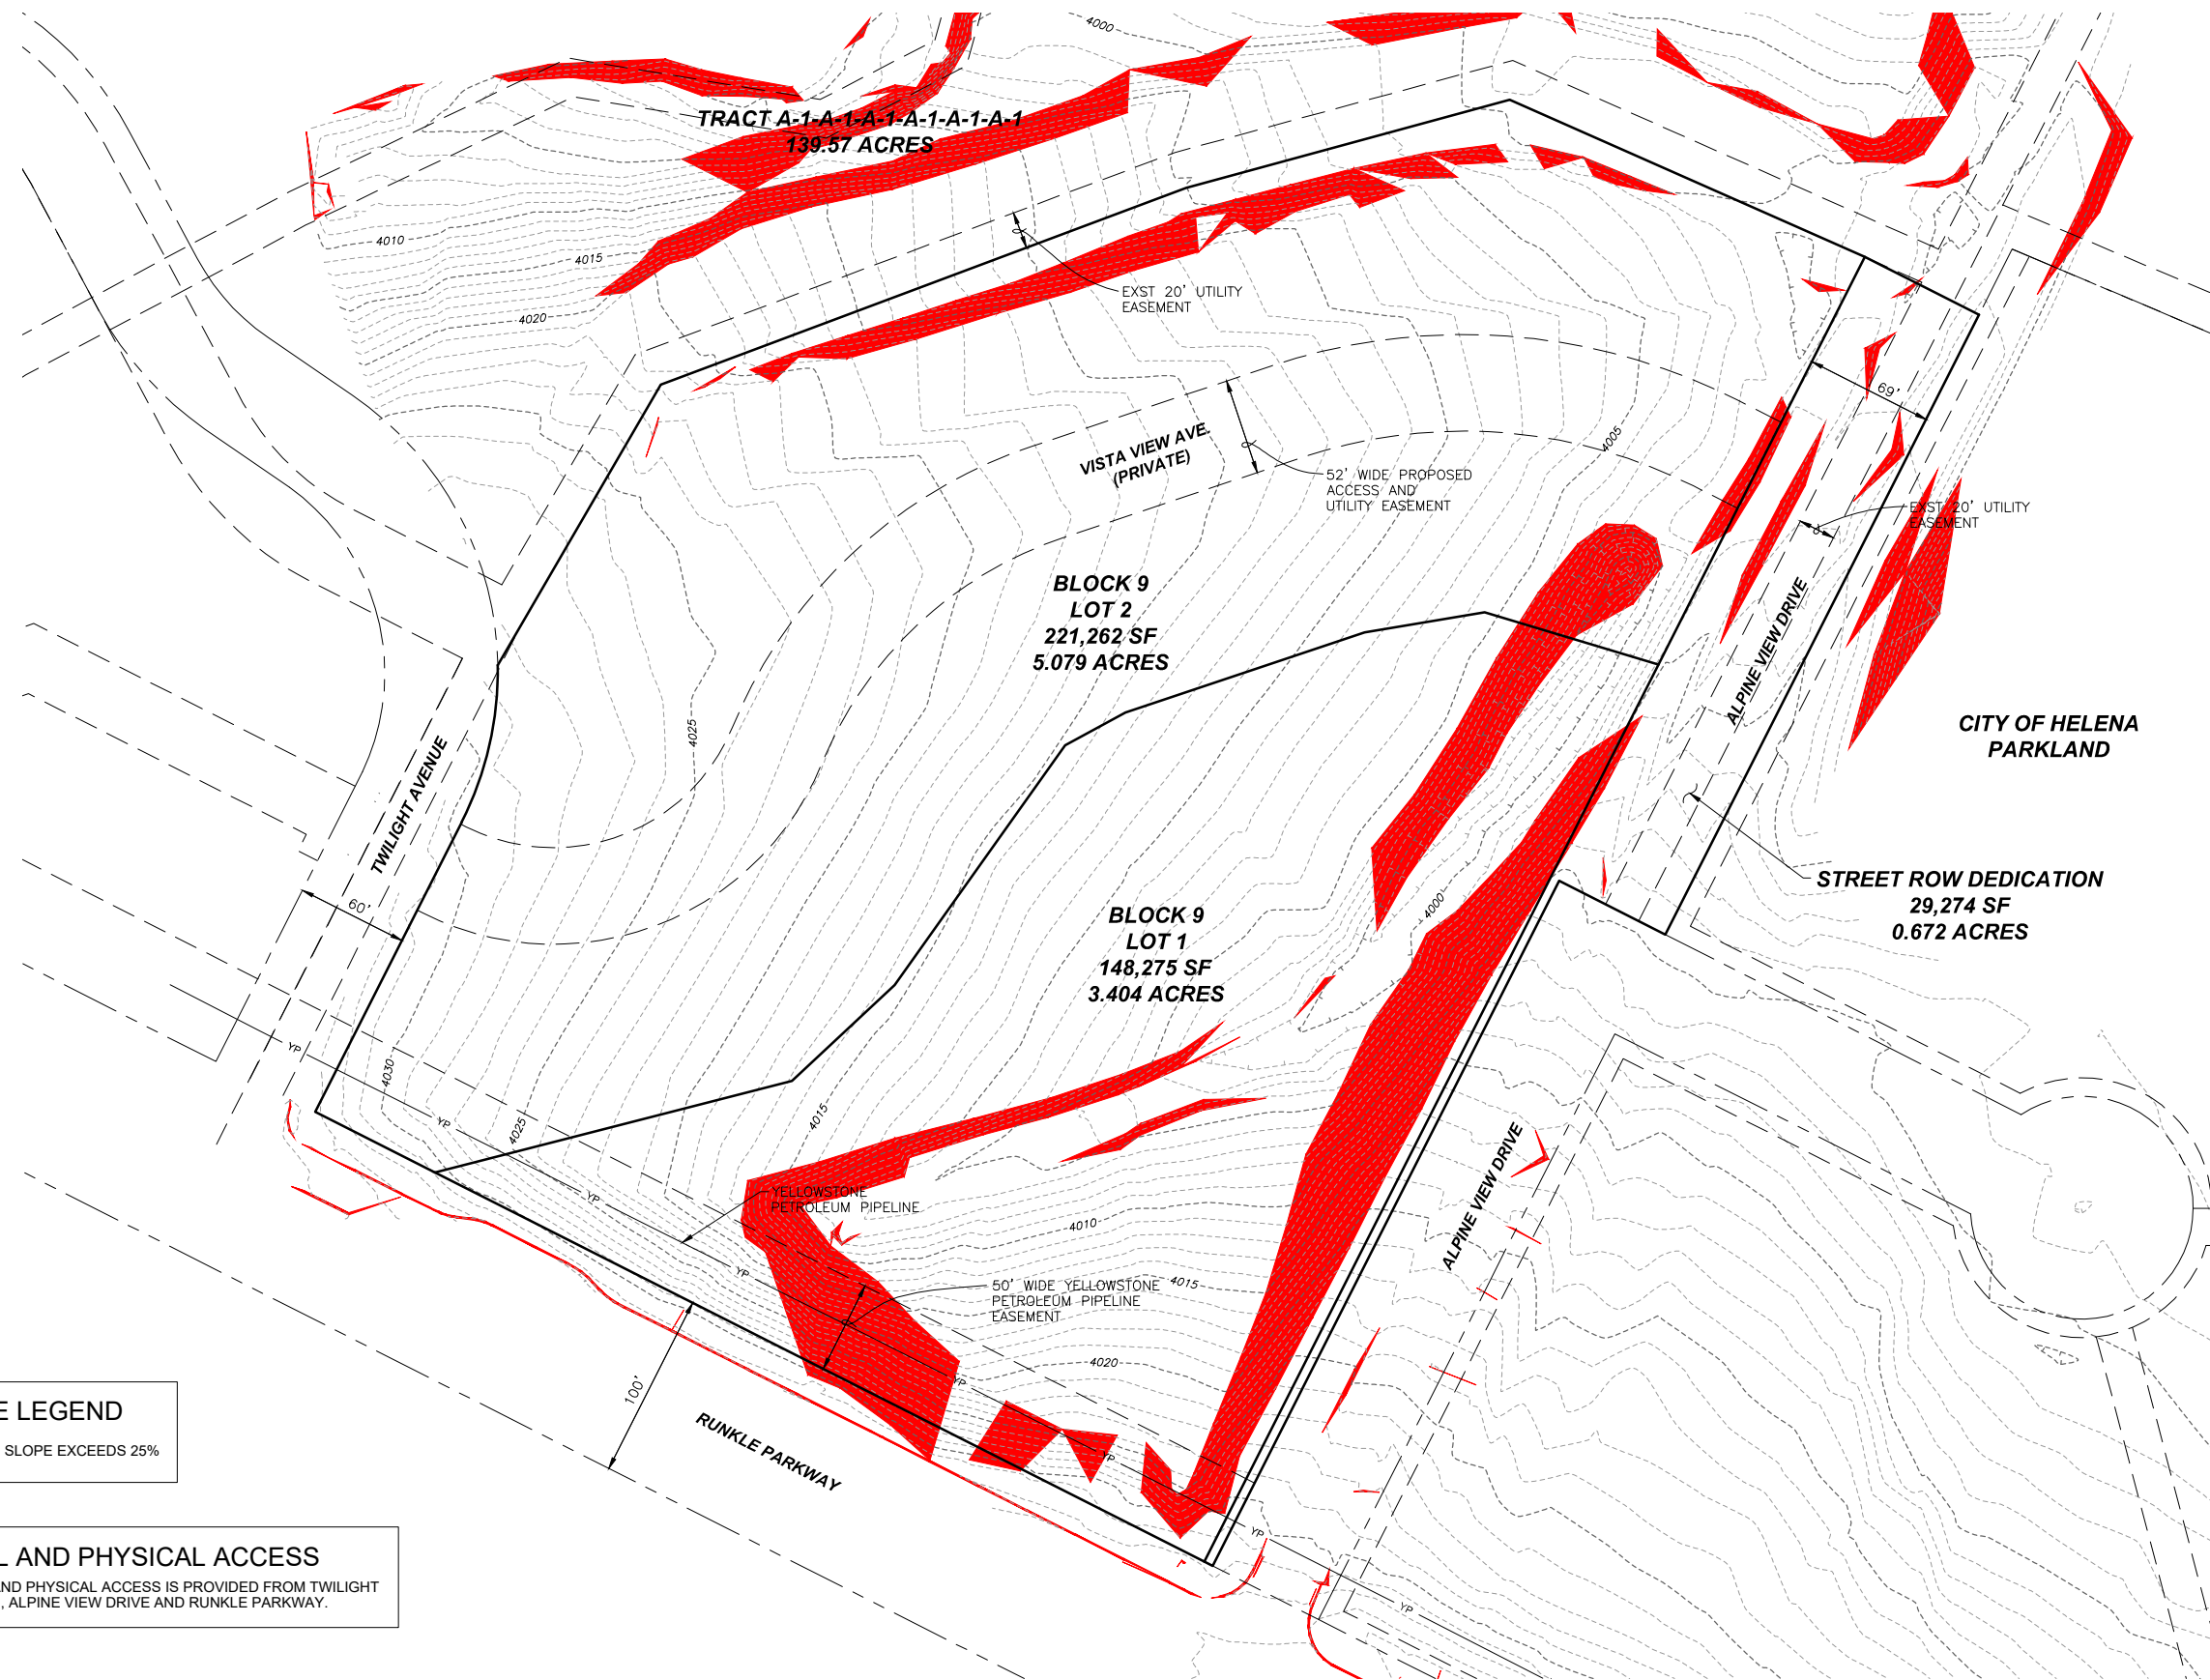 4000
TRACT A-1-A-1-A-1-A-1-A-1-A-1
139.57 ACRES
4010
4015
4020
EXST 20' UTILITY
EASEMENT
69'
VISTA VIEW AVE.
(PRIVATE)
4005
52' WIDE PROPOSED
ACCESS AND
UTILITY EASEMENT
EXST 20' UTILITY
EASEMENT
BLOCK 9
LOT 2
221,262 SF
5.079 ACRES
ALPINE VIEW DRIVE
4025
CITY OF HELENA
PARKLAND
TWILIGHT AVENUE
60'
STREET ROW DEDICATION
29,274 SF
0.672 ACRES
BLOCK 9
LOT 1
148,275 SF
3.404 ACRES
4000
YP
4030
YP
4025
4015
YP
YELLOWSTONE
PETROLEUM PIPELINE
ALPINE VIEW DRIVE
4010
YP
50' WIDE YELLOWSTONE
PETROLEUM PIPELINE
EASEMENT
4015
4020
YP
100'
RUNKLE PARKWAY
YP
YP
YP
E LEGEND
SLOPE EXCEEDS 25%
L AND PHYSICAL ACCESS
AND PHYSICAL ACCESS IS PROVIDED FROM TWILIGHT
, ALPINE VIEW DRIVE AND RUNKLE PARKWAY.